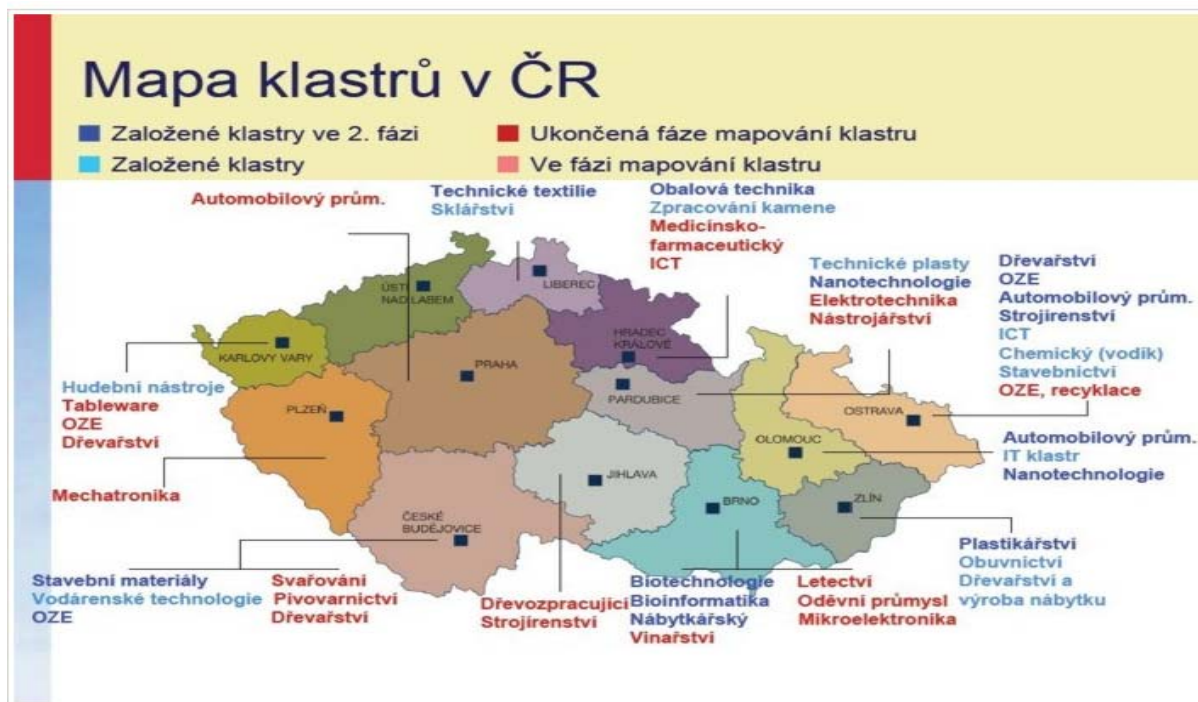 Mapa klastrů v ČR
Založené klastry ve 2. fázi
Ukončená fáze mapování klastru
Založené klastry
Ve fázi mapování klastru
Automobilový prům.
Technické textilie
Sklářství
Obalová technika
Zpracování kamene
Medicínsko-
farmaceutický
ICT
Technické plasty
Nanotechnologie
Elektrotechnika
Nástrojářství
Dřevařství
OZE
Automobilový prům.
Strojírenství
ICT
Chemický (vodík)
Stavebnictví
OZE, recyklace
ÚSTÍ
NAD LABEM
LIBEREC
HRADEC
KRÁLOVÉ
KARLOVY VARY
PRAHA
PARDUBICE
PLZEŇ
OSTRAVA
OLOMOUC
JIHLAVA
BRNO
ZLÍN
ČESKÉ
BUDĚJOVICE
Hudební nástroje
Tableware
OZE
Dřevařství
Mechatronika
Automobilový prům.
IT klastr
Nanotechnologie
Stavební materiály
Vodárenské technologie
OZE
Svařování
Pivovarnictví
Dřevařství
Dřevozpracující
Strojírenství
Biotechnologie
Bioinformatika
Nábytkářský
Vinařství
Letectví
Oděvní průmysl
Mikroelektronika
Plastikářství
Obuvnictví
Dřevařství a
výroba nábytku